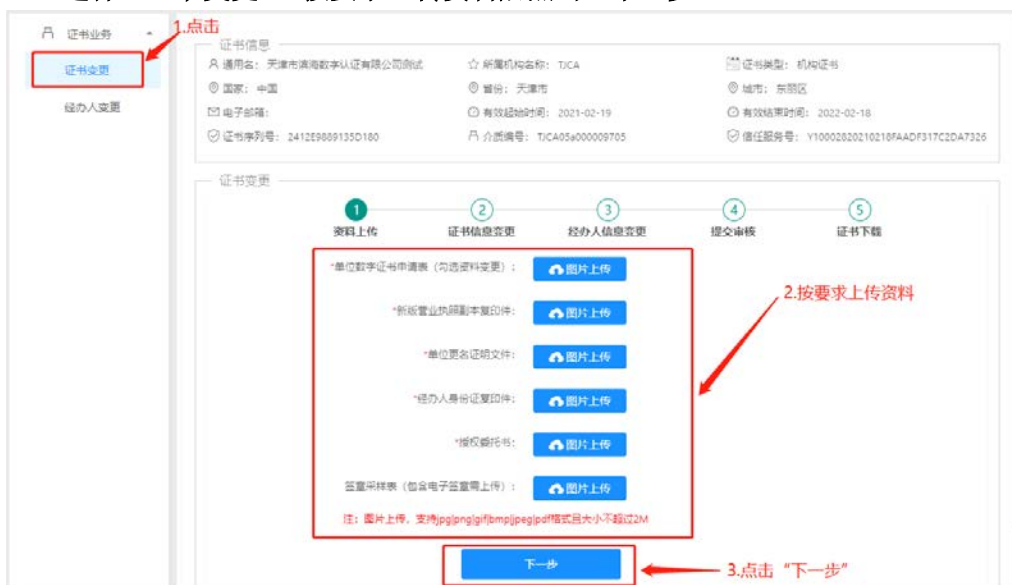 证书业务
证书变更
经办人变更
1.点击
证书信息
通用名： 天津市滨海数字认证有限公司测试
所属机构名称： TJCA
证书类型： 机构证书
国家： 中国
省份： 天津市
城市： 东丽区
电子邮箱：
有效起始时间： 2021-02-19
有效结束时间： 2022-02-18
证书序列号： 2412E9889135D180
介质编号： TJCA05a000009705
信任服务号： Y10002820210218FAADF317C2DA7326
证书变更
1 2 3 4 5
资料上传 证书信息变更 经办人信息变更 提交审核 证书下载
*单位数字证书申请表（勾选资料变更）： 图片上传
*新版营业执照副本复印件： 图片上传
2.按要求上传资料
*单位更名证明文件： 图片上传
*经办人身份证复印件： 图片上传
*授权委托书： 图片上传
签章采样表（包含电子签章需上传）： 图片上传
注：图片上传，支持jpg|png|gif|bmp|jpeg|pdf格式且大小不超过2M
下一步
3.点击“下一步”